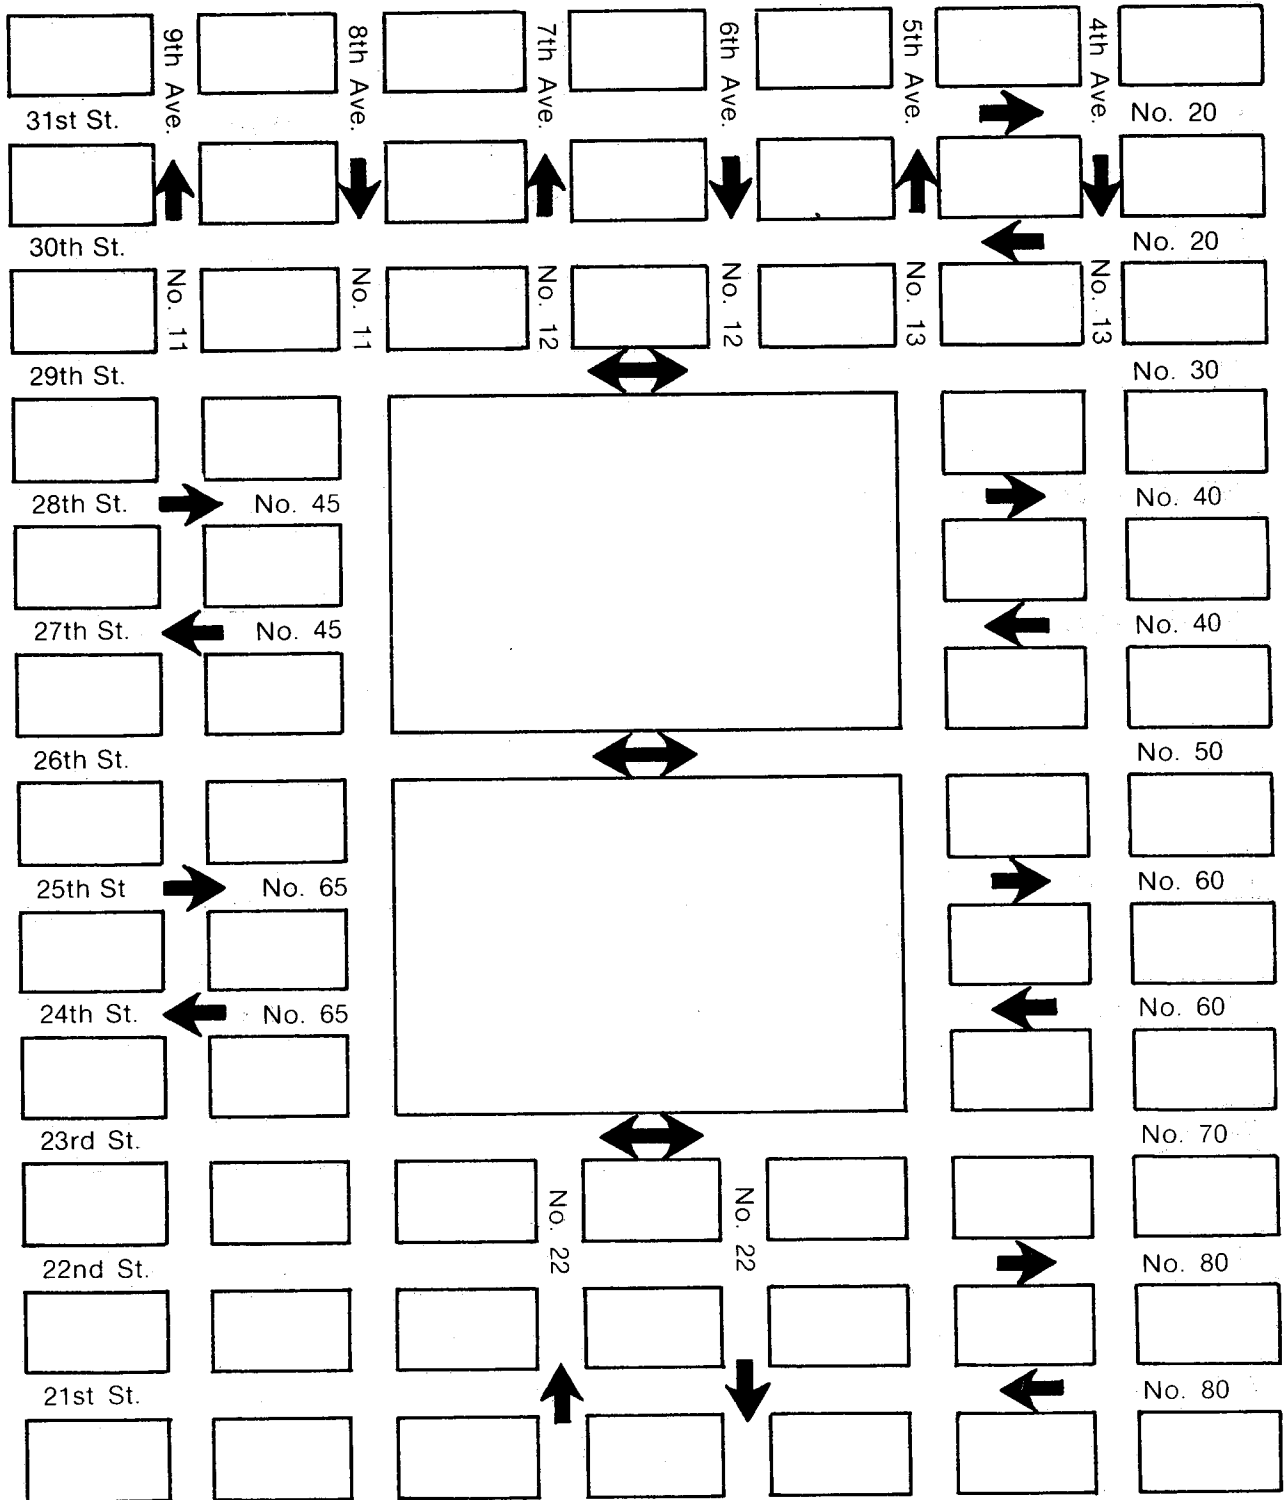 9th Ave.
8th Ave.
7th Ave.
6th Ave.
5th Ave.
4th Ave.
31st St.
No. 20
30th St.
No. 20
No. 11
No. 11
No. 12
No. 12
No. 13
No. 13
29th St.
No. 30
28th St.
No. 45
No. 40
27th St.
No. 45
No. 40
26th St.
No. 50
25th St
No. 65
No. 60
24th St.
No. 65
No. 60
23rd St.
No. 70
No. 22
No. 22
22nd St.
No. 80
21st St.
No. 80